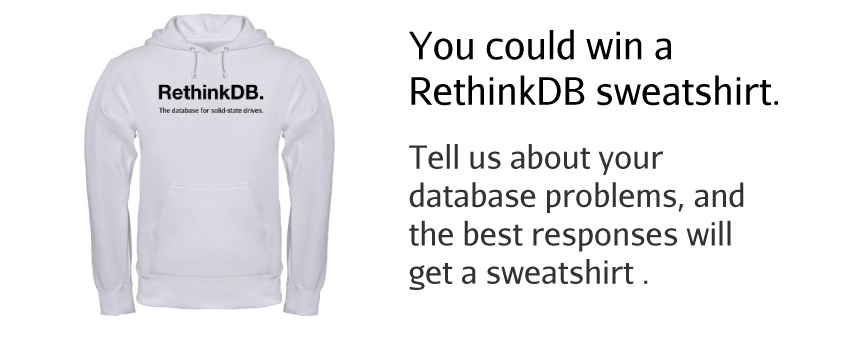 RethinkDB.
The database for solid-state drives.
You could win a
RethinkDB sweatshirt.
Tell us about your
database problems, and
the best responses will
get a sweatshirt .